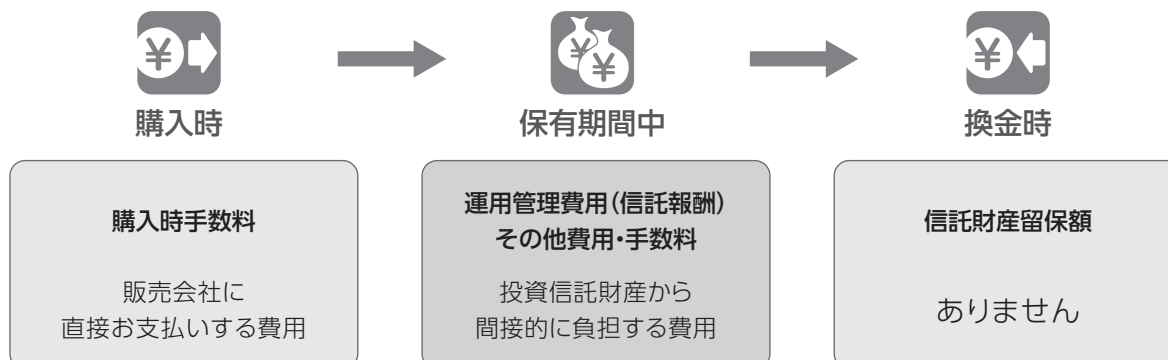 ¥
購入時
¥
¥
保有期間中
¥
換金時
購入時手数料
販売会社に
直接お支払いする費用
運用管理費用(信託報酬)
その他費用・手数料
投資信託財産から
間接的に負担する費用
信託財産留保額
ありません